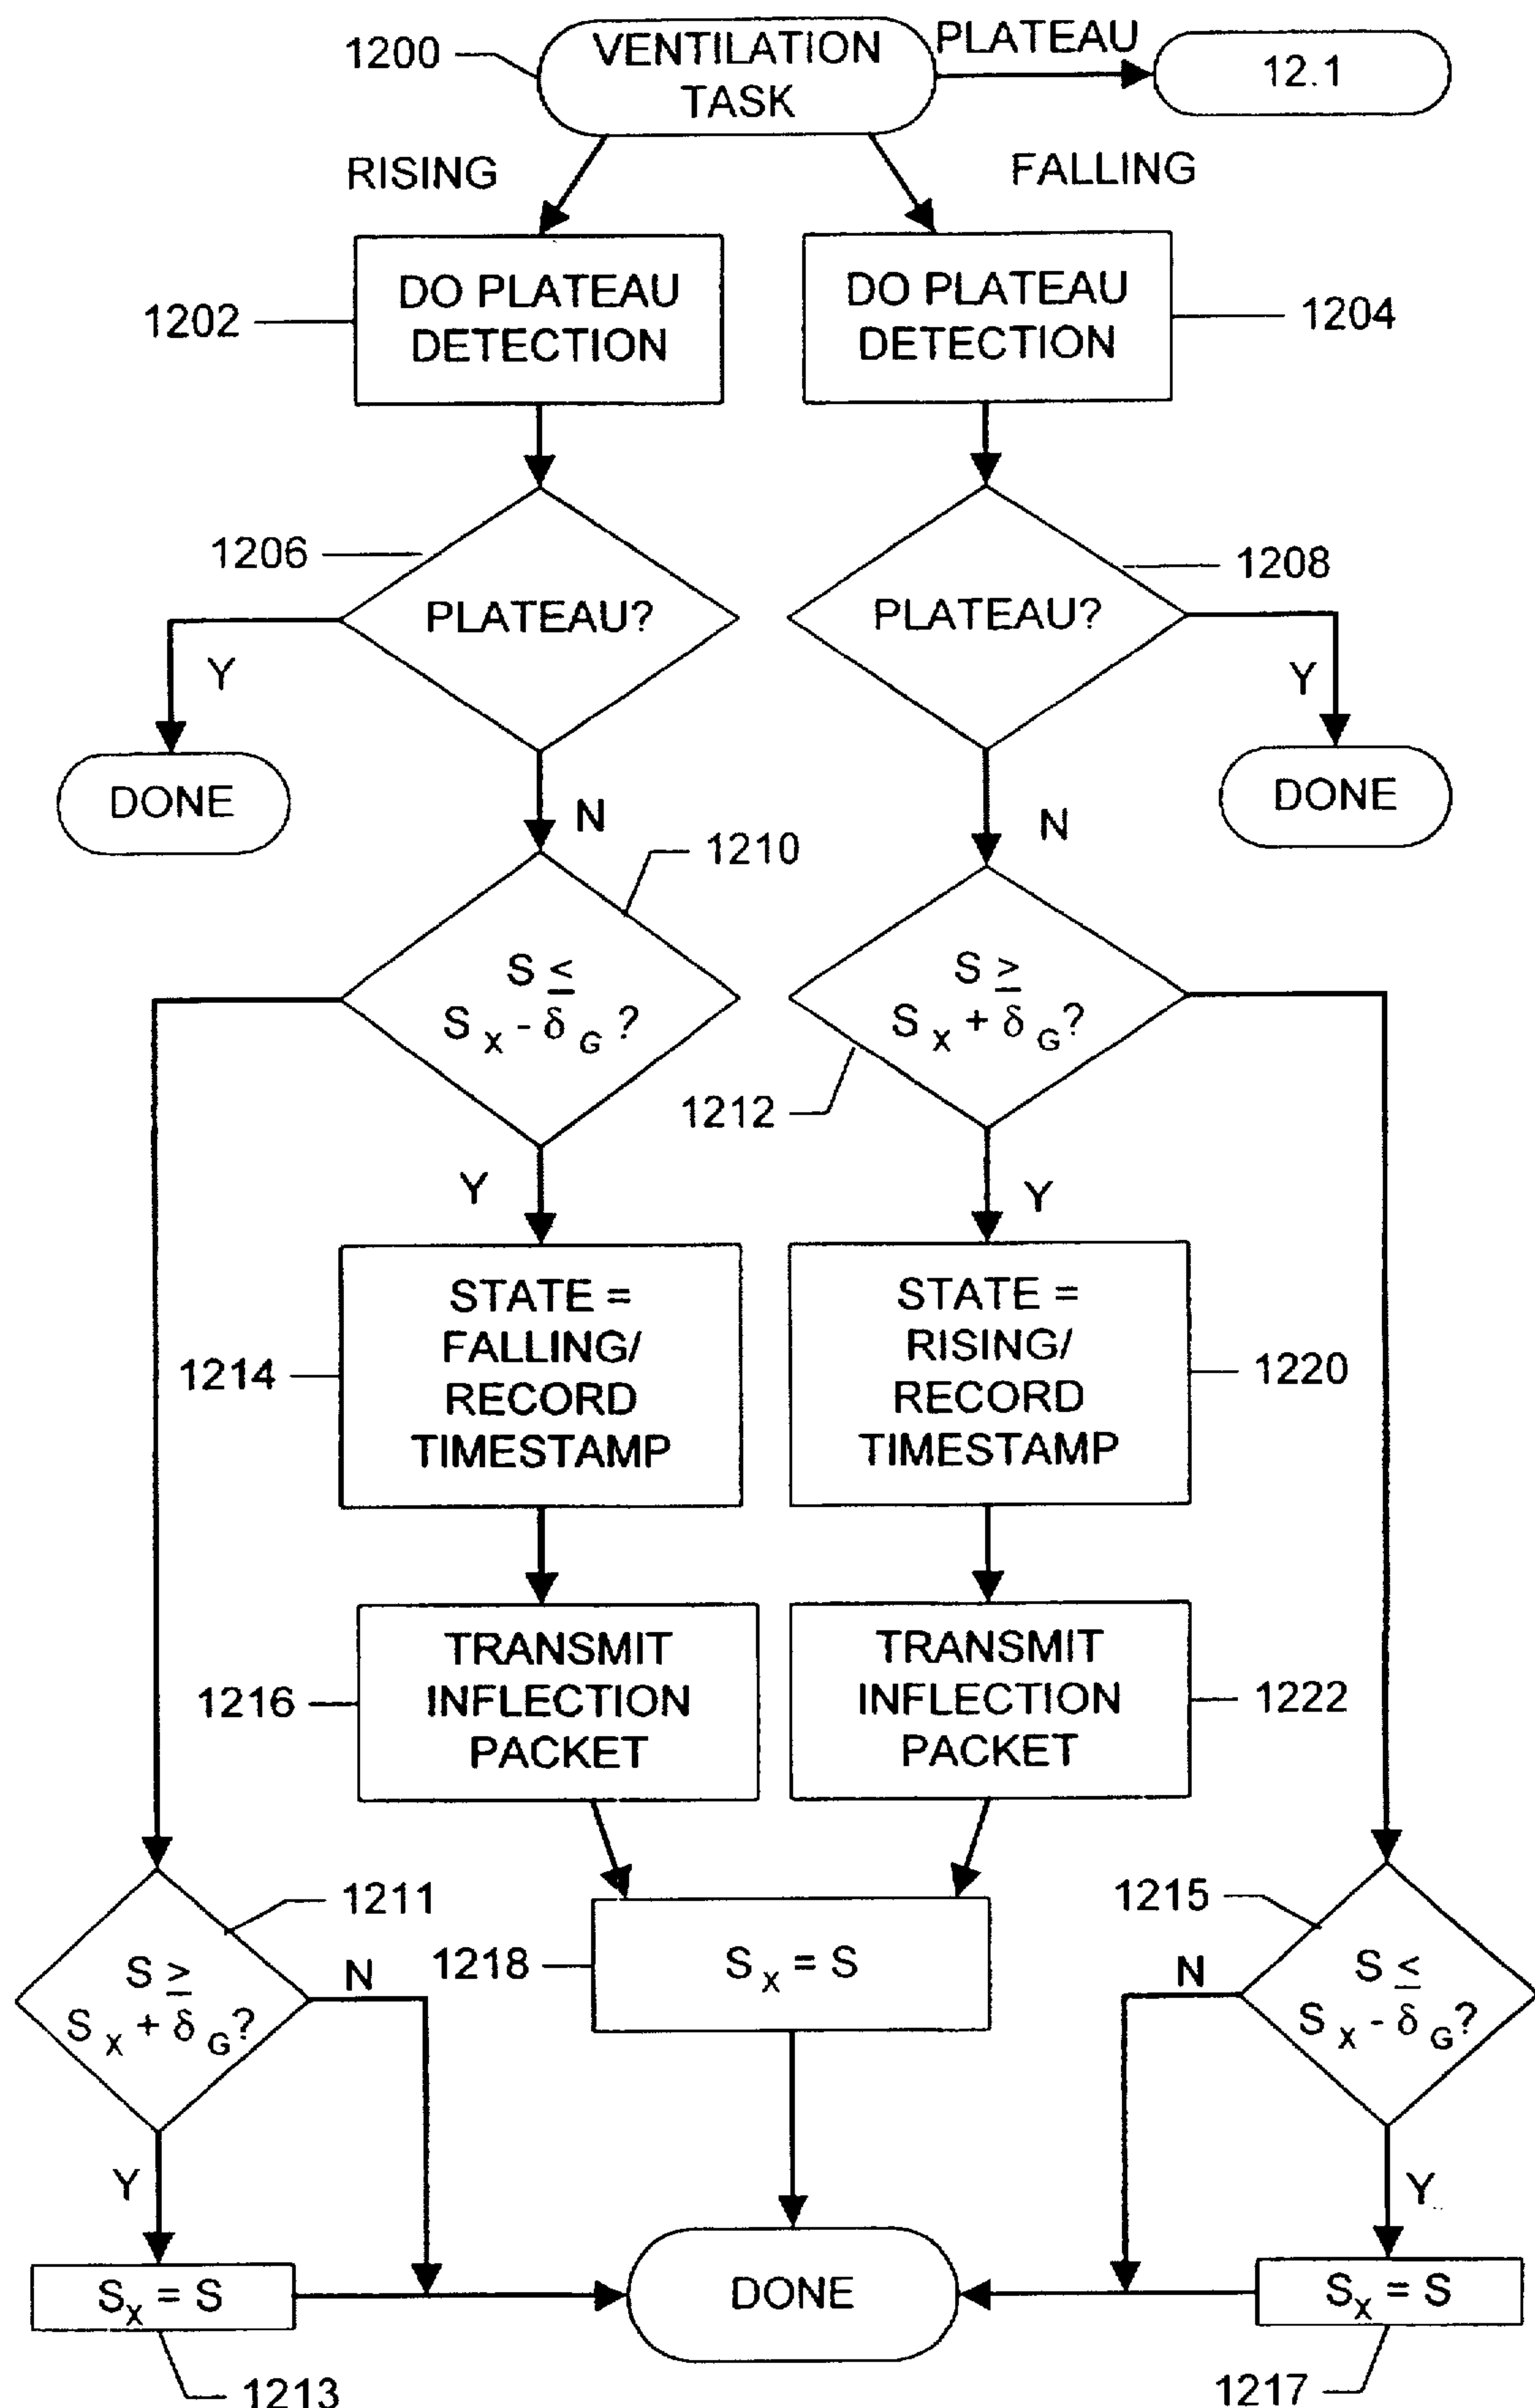 1200
VENTILATION
TASK
PLATEAU
12.1
RISING
FALLING
1202
DO PLATEAU
DETECTION
DO PLATEAU
DETECTION
1204
1206
PLATEAU?
Y
DONE
N
1208
PLATEAU?
Y
DONE
N
1210
S ≤
S X - δ G ?
Y
S ≥
S X + δ G?
1212
Y
1214
STATE =
FALLING/
RECORD
TIMESTAMP
STATE =
RISING/
RECORD
TIMESTAMP
1220
1216
TRANSMIT
INFLECTION
PACKET
TRANSMIT
INFLECTION
PACKET
1222
1211
S ≥
S X + δ G?
N
Y
1218
S X = S
1215
S ≤
S X - δ G?
N
Y
SX = S
1213
DONE
SX = S
1217